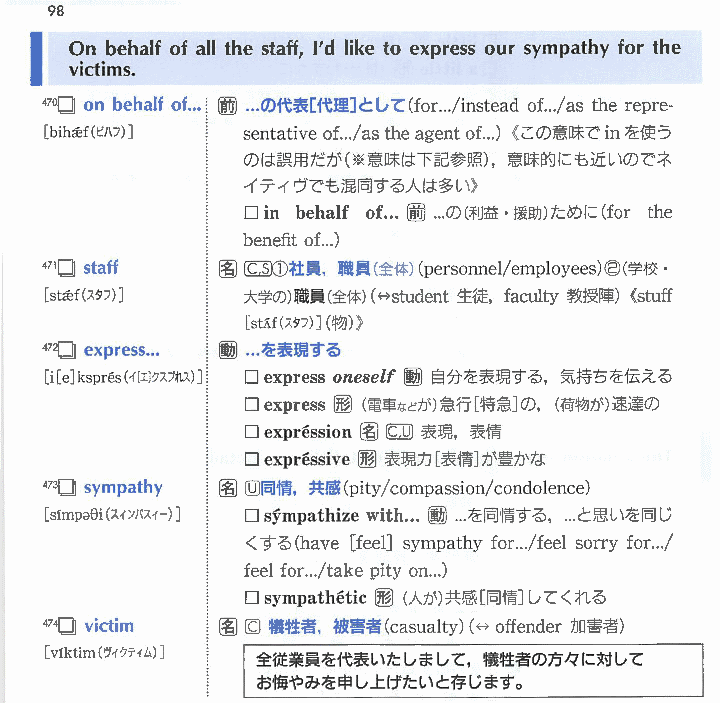 98
On behalf of all the staff, I'd like to express our sympathy for the
victims.
470□ on behalf of...
[bihǽf(ビハフ)]
前 …の代表[代理]として(for.../instead of.../as the repre-
sentative of.../as the agent of...)《この意味で in を使う
のは誤用だが(※意味は下記参照)，意味的にも近いのでネ
イティヴでも混同する人は多い》
□ in behalf of... 前 …の(利益・援助)ために(for the
benefit of...)
471□ staff
[stǽf(スタフ)]
名 C,S①社員，職員(全体)(personnel/employees)②(学校・
大学の)職員(全体)(↔student 生徒，faculty 教授陣)《stuff
[stʌ́f(スタフ)](物)》
472□ express...
[i[e]ksprés(イ[エ]クスプレス)]
動 …を表現する
□ express oneself 動 自分を表現する，気持ちを伝える
□ express 形 (電車などが)急行[特急]の，(荷物が)速達の
□ expréssion 名 C,U 表現，表情
□ expréssive 形 表現力[表情]が豊かな
473□ sympathy
[símpəθi(スィンパスィー)]
名 U同情，共感(pity/compassion/condolence)
□ sýmpathize with... 動 …を同情する，…と思いを同じ
くする(have [feel] sympathy for.../feel sorry for.../
feel for.../take pity on...)
□ sympathétic 形 (人が)共感[同情]してくれる
474□ victim
[víktim(ヴィクティム)]
名 C 犠牲者，被害者(casualty)(↔ offender 加害者)
全従業員を代表いたしまして，犠牲者の方々に対して
お悔やみを申し上げたいと存じます。